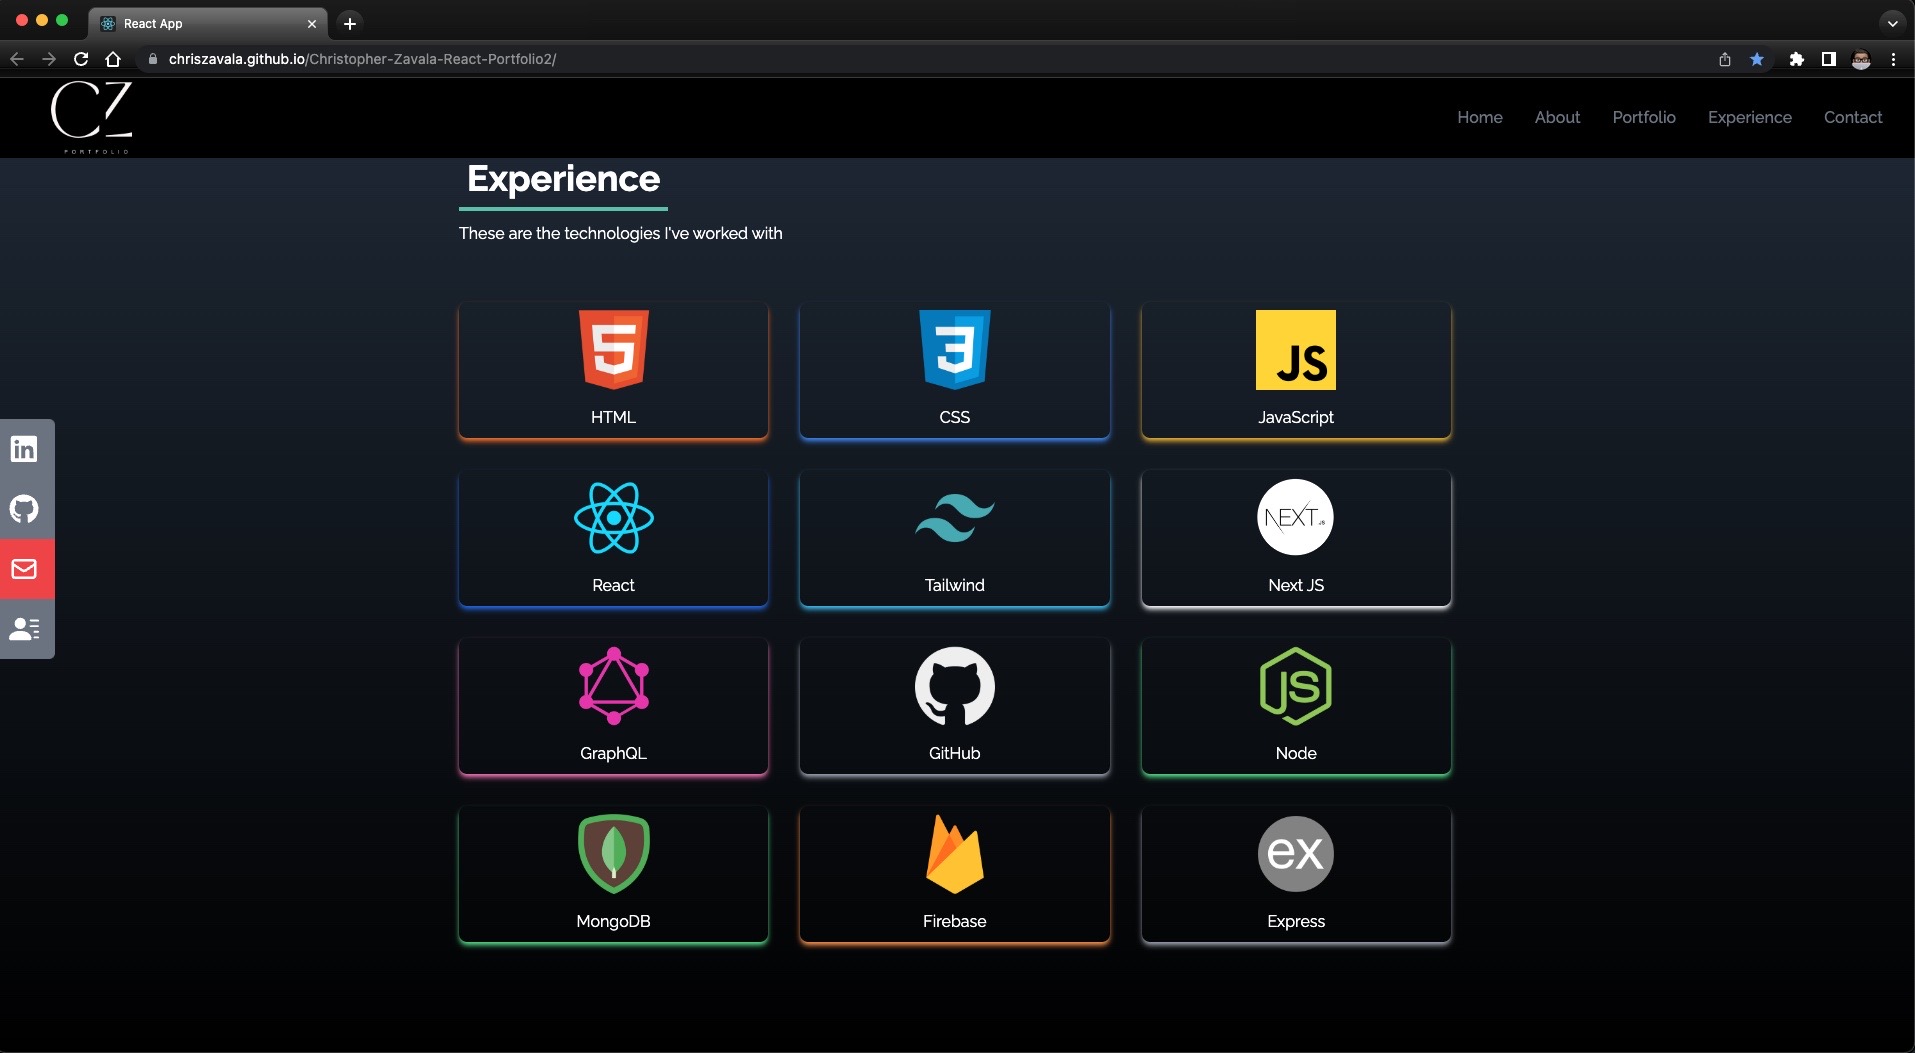 React App
chriszavala.github.io/Christopher-Zavala-React-Portfolio2/
CZ
PORTFOLIO
Home About Portfolio Experience Contact
Experience
These are the technologies I've worked with
5 3 JS
HTML CSS JavaScript
in
NEXT.JS
React Tailwind Next JS
JS
GraphQL GitHub Node
ex
MongoDB Firebase Express